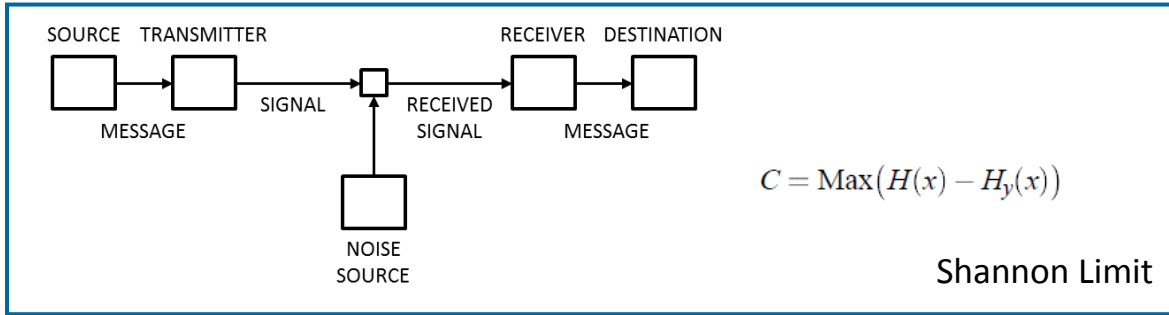 SOURCE TRANSMITTER RECEIVER DESTINATION
SIGNAL RECEIVED
SIGNAL
MESSAGE MESSAGE
C = Max(H(x) − H_y(x))
NOISE
SOURCE
Shannon Limit